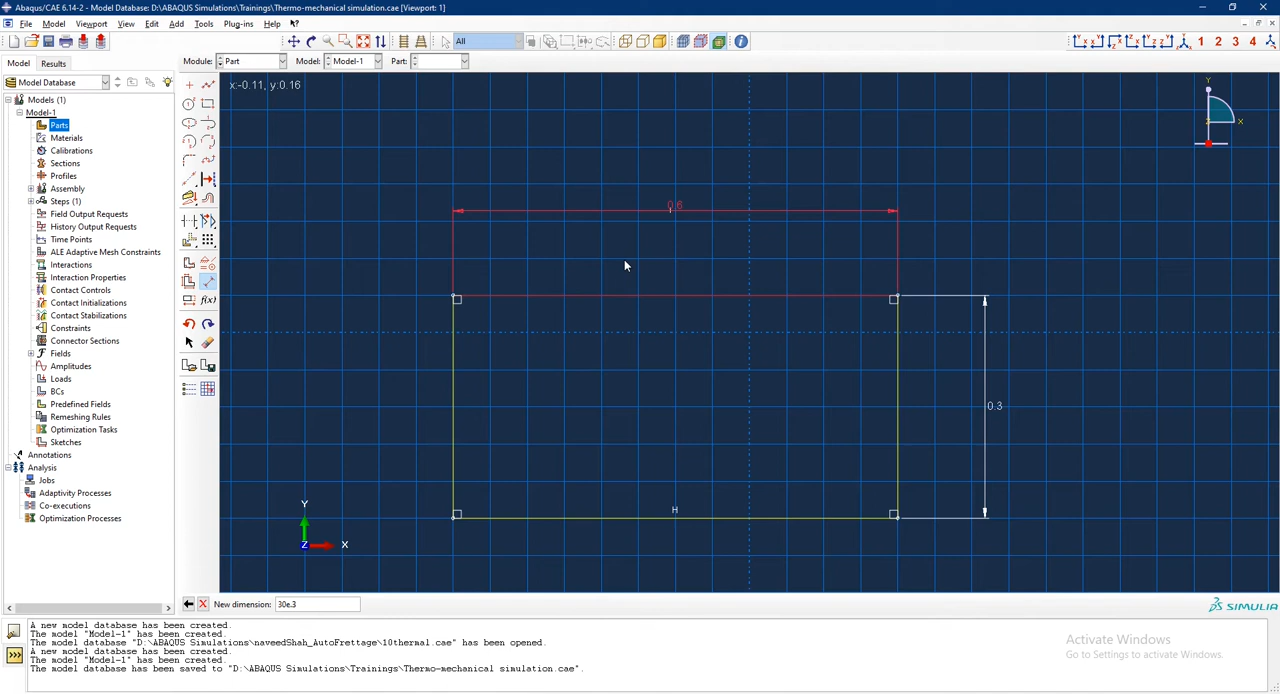 Abaqus/CAE 6.14-2 - Model Database: D:\ABAQUS Simulations\Trainings\Thermo-mechanical simulation.cae [Viewport: 1]
File Model Viewport View Edit Add Tools Plug-ins Help
All
1 2 3 4
Model Results
Module: Part Model: Model-1 Part:
Model Database
x:-0.11, y:0.16
Models (1)
Model-1
Parts
Materials
Calibrations
Sections
Profiles
Assembly
Steps (1)
Field Output Requests
History Output Requests
Time Points
ALE Adaptive Mesh Constraints
Interactions
Interaction Properties
Contact Controls
Contact Initializations
Contact Stabilizations
Constraints
Connector Sections
Fields
Amplitudes
Loads
BCs
Predefined Fields
Remeshing Rules
Optimization Tasks
Sketches
Annotations
Analysis
Jobs
Adaptivity Processes
Co-executions
Optimization Processes
f(x)
Y
X
0.6
0.3
H
Y
Z X
New dimension: 30e.3
SIMULIA
A new model database has been created.
The model "Model-1" has been created.
The model database "D:\ABAQUS Simulations\naveedShah_AutoFrettage\10thermal.cae" has been opened.
A new model database has been created.
The model "Model-1" has been created.
The model database has been saved to "D:\ABAQUS Simulations\Trainings\Thermo-mechanical simulation.cae".
Activate Windows
Go to Settings to activate Windows.